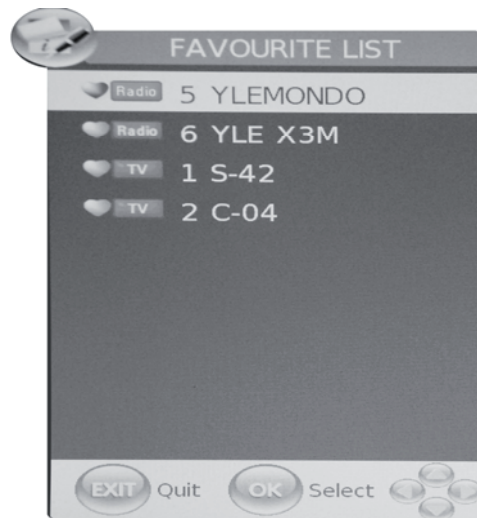 FAVOURITE LIST
Radio 5 YLEMONDO
Radio 6 YLE X3M
TV 1 S-42
TV 2 C-04
EXIT Quit OK Select